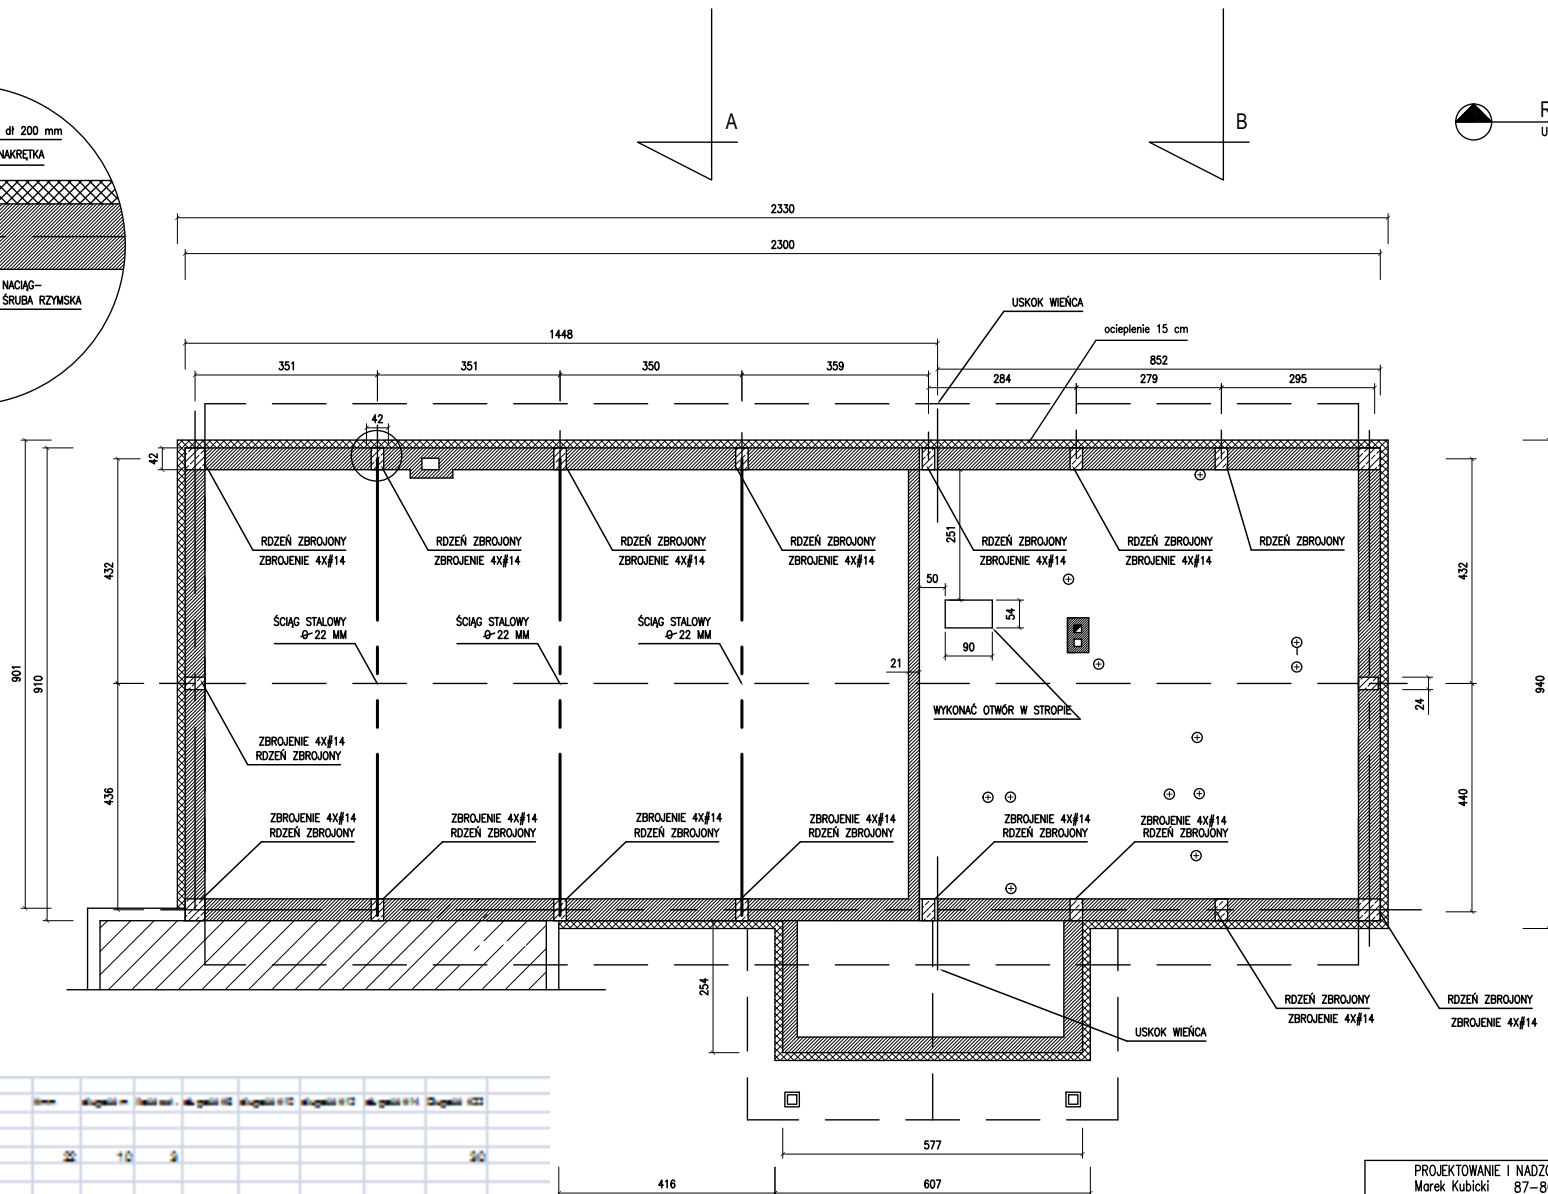 A
B
R
U
dł 200 mm
NAKRĘTKA
NACIĄG-
ŚRUBA RZYMSKA
2330
2300
USKOK WIEŃCA
ocieplenie 15 cm
1448
852
351
351
350
359
284
279
295
42
42
RDZEŃ ZBROJONY
ZBROJENIE 4X#14
RDZEŃ ZBROJONY
ZBROJENIE 4X#14
RDZEŃ ZBROJONY
ZBROJENIE 4X#14
RDZEŃ ZBROJONY
ZBROJENIE 4X#14
RDZEŃ ZBROJONY
ZBROJENIE 4X#14
RDZEŃ ZBROJONY
ZBROJENIE 4X#14
RDZEŃ ZBROJONY
251
432
432
50
54
90
ŚCIĄG STALOWY
Θ 22 MM
ŚCIĄG STALOWY
Θ 22 MM
ŚCIĄG STALOWY
Θ 22 MM
21
901
910
940
24
WYKONAĆ OTWÓR W STROPIE
ZBROJENIE 4X#14
RDZEŃ ZBROJONY
436
440
ZBROJENIE 4X#14
RDZEŃ ZBROJONY
ZBROJENIE 4X#14
RDZEŃ ZBROJONY
ZBROJENIE 4X#14
RDZEŃ ZBROJONY
ZBROJENIE 4X#14
RDZEŃ ZBROJONY
ZBROJENIE 4X#14
RDZEŃ ZBROJONY
ZBROJENIE 4X#14
RDZEŃ ZBROJONY
254
RDZEŃ ZBROJONY
ZBROJENIE 4X#14
RDZEŃ ZBROJONY
ZBROJENIE 4X#14
USKOK WIEŃCA
10
577
416
607
PROJEKTOWANIE I NADZO
Marek Kubicki 87-8